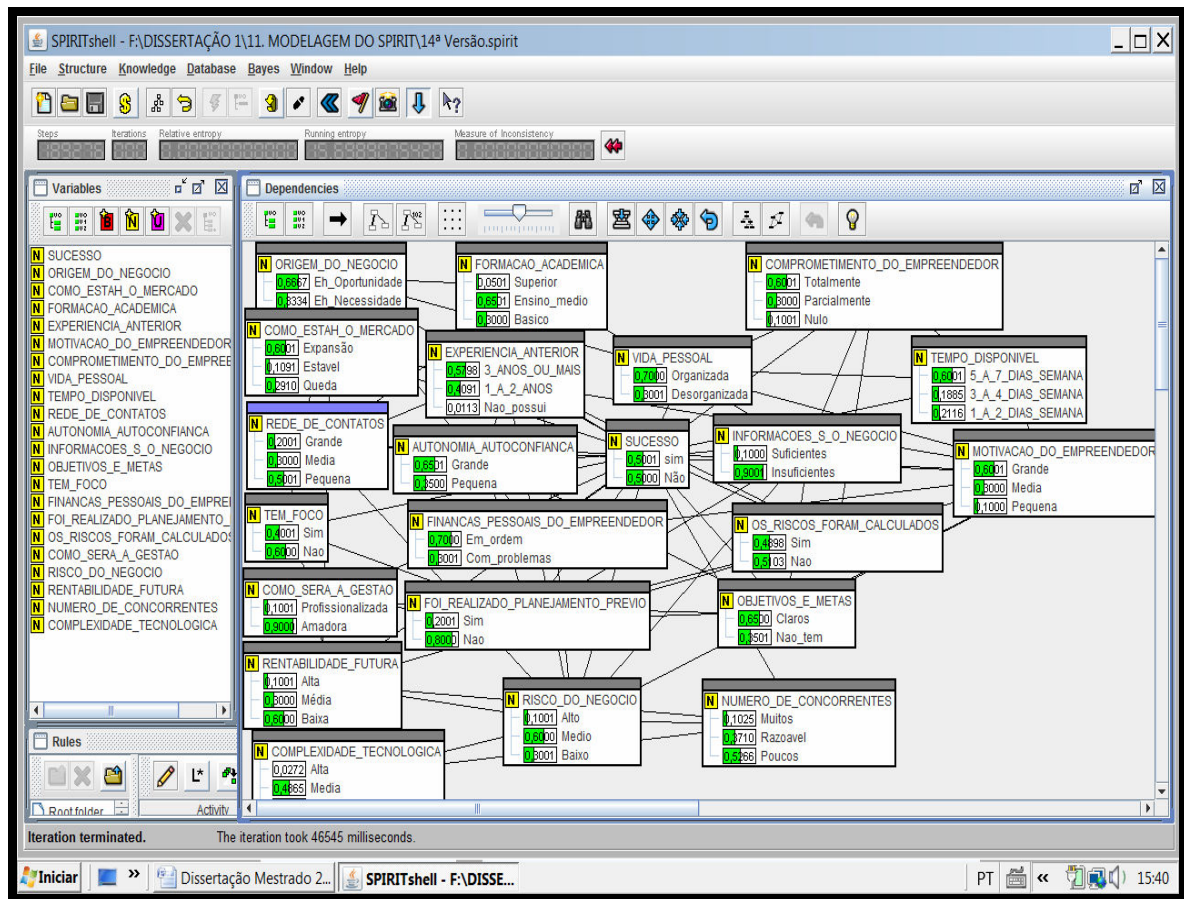 SPIRITshell - F:\DISSERTAÇÃO 1\11. MODELAGEM DO SPIRIT\14ª Versão.spirit
File Structure Knowledge Database Bayes Window Help
Steps Iterations Relative entropy Running entropy Measure of Inconsistency
Variables
N SUCESSO
N ORIGEM_DO_NEGOCIO
N COMO_ESTAH_O_MERCADO
N FORMACAO_ACADEMICA
N EXPERIENCIA_ANTERIOR
N MOTIVACAO_DO_EMPREENDEDOR
N COMPROMETIMENTO_DO_EMPREE
N VIDA_PESSOAL
N TEMPO_DISPONIVEL
N REDE_DE_CONTATOS
N AUTONOMIA_AUTOCONFIANCA
N INFORMACOES_S_O_NEGOCIO
N OBJETIVOS_E_METAS
N TEM_FOCO
N FINANCAS_PESSOAIS_DO_EMPREI
N FOI_REALIZADO_PLANEJAMENTO_
N OS_RISCOS_FORAM_CALCULADOS
N COMO_SERA_A_GESTAO
N RISCO_DO_NEGOCIO
N RENTABILIDADE_FUTURA
N NUMERO_DE_CONCORRENTES
N COMPLEXIDADE_TECNOLOGICA
Rules
L*
Root folder Activity
Dependencies
N ORIGEM_DO_NEGOCIO
0,6667 Eh_Oportunidade
0,3334 Eh_Necessidade
N FORMACAO_ACADEMICA
0,0501 Superior
0,6501 Ensino_medio
0,3000 Basico
N COMPROMETIMENTO_DO_EMPREENDEDOR
0,6001 Totalmente
0,3000 Parcialmente
0,1001 Nulo
N COMO_ESTAH_O_MERCADO
0,6001 Expansão
0,1091 Estavel
0,2910 Queda
N EXPERIENCIA_ANTERIOR
0,5798 3_ANOS_OU_MAIS
0,4091 1_A_2_ANOS
0,0113 Nao_possui
N VIDA_PESSOAL
0,7000 Organizada
0,3001 Desorganizada
N TEMPO_DISPONIVEL
0,6001 5_A_7_DIAS_SEMANA
0,1885 3_A_4_DIAS_SEMANA
0,2116 1_A_2_DIAS_SEMANA
N REDE_DE_CONTATOS
0,2001 Grande
0,3000 Media
0,5001 Pequena
N AUTONOMIA_AUTOCONFIANCA
0,6501 Grande
0,3500 Pequena
N SUCESSO
0,5001 sim
0,5000 Não
N INFORMACOES_S_O_NEGOCIO
0,1000 Suficientes
0,9001 Insuficientes
N MOTIVACAO_DO_EMPREENDEDOR
0,6001 Grande
0,3000 Media
0,1000 Pequena
N TEM_FOCO
0,4001 Sim
0,6000 Nao
N FINANCAS_PESSOAIS_DO_EMPREENDEDOR
0,7000 Em_ordem
0,3001 Com_problemas
N OS_RISCOS_FORAM_CALCULADOS
0,4898 Sim
0,5103 Nao
N COMO_SERA_A_GESTAO
0,1001 Profissionalizada
0,9000 Amadora
N FOI_REALIZADO_PLANEJAMENTO_PREVIO
0,2001 Sim
0,8000 Nao
N OBJETIVOS_E_METAS
0,6500 Claros
0,3501 Nao_tem
N RENTABILIDADE_FUTURA
0,1001 Alta
0,3000 Média
0,6000 Baixa
N RISCO_DO_NEGOCIO
0,1001 Alto
0,6000 Medio
0,3001 Baixo
N NUMERO_DE_CONCORRENTES
0,1025 Muitos
0,3710 Razoavel
0,5266 Poucos
N COMPLEXIDADE_TECNOLOGICA
0,0272 Alta
0,4865 Media
Iteration terminated. The iteration took 46545 milliseconds.
Iniciar » Dissertação Mestrado 2... SPIRITshell - F:\DISSE... PT « 15:40